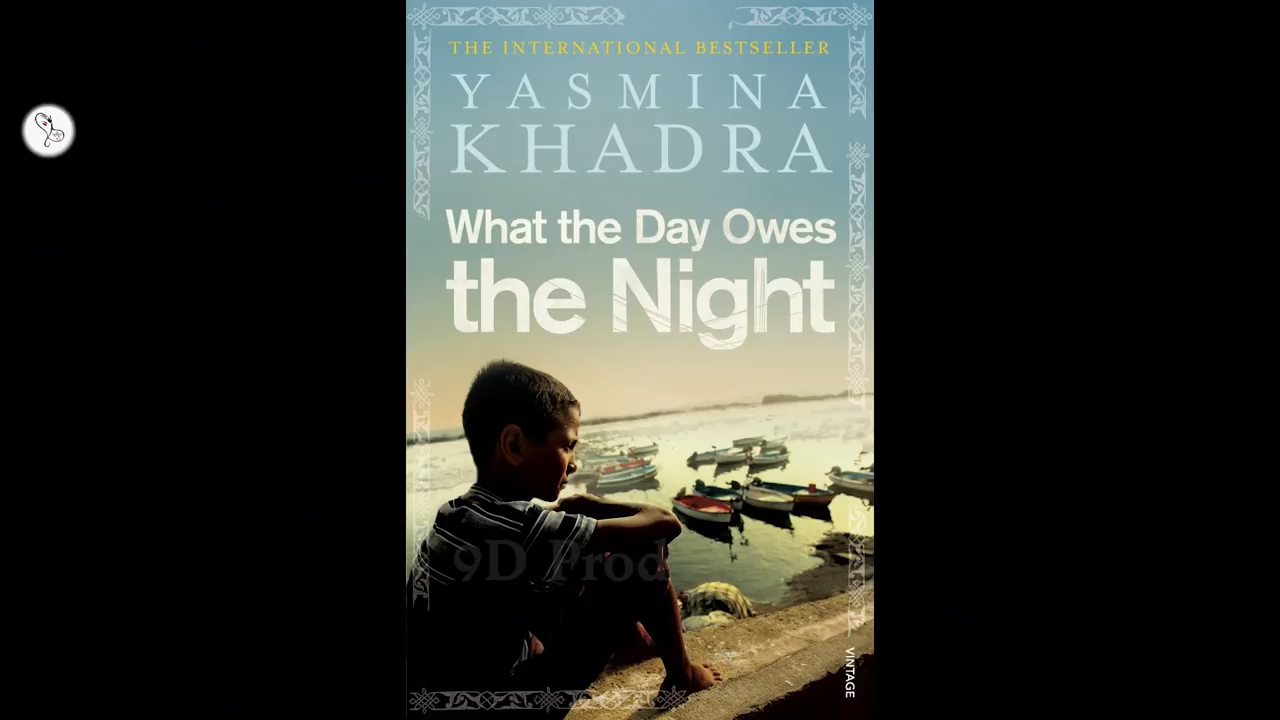 THE INTERNATIONAL BESTSELLER
YASMINA
KHADRA
What the Day Owes
the Night
9D Prod
VINTAGE